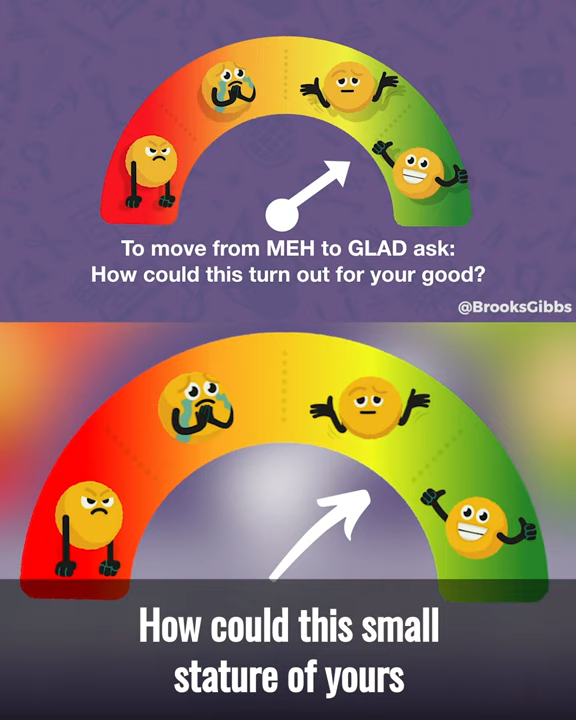 To move from MEH to GLAD ask:
How could this turn out for your good?
@BrooksGibbs
How could this small
stature of yours